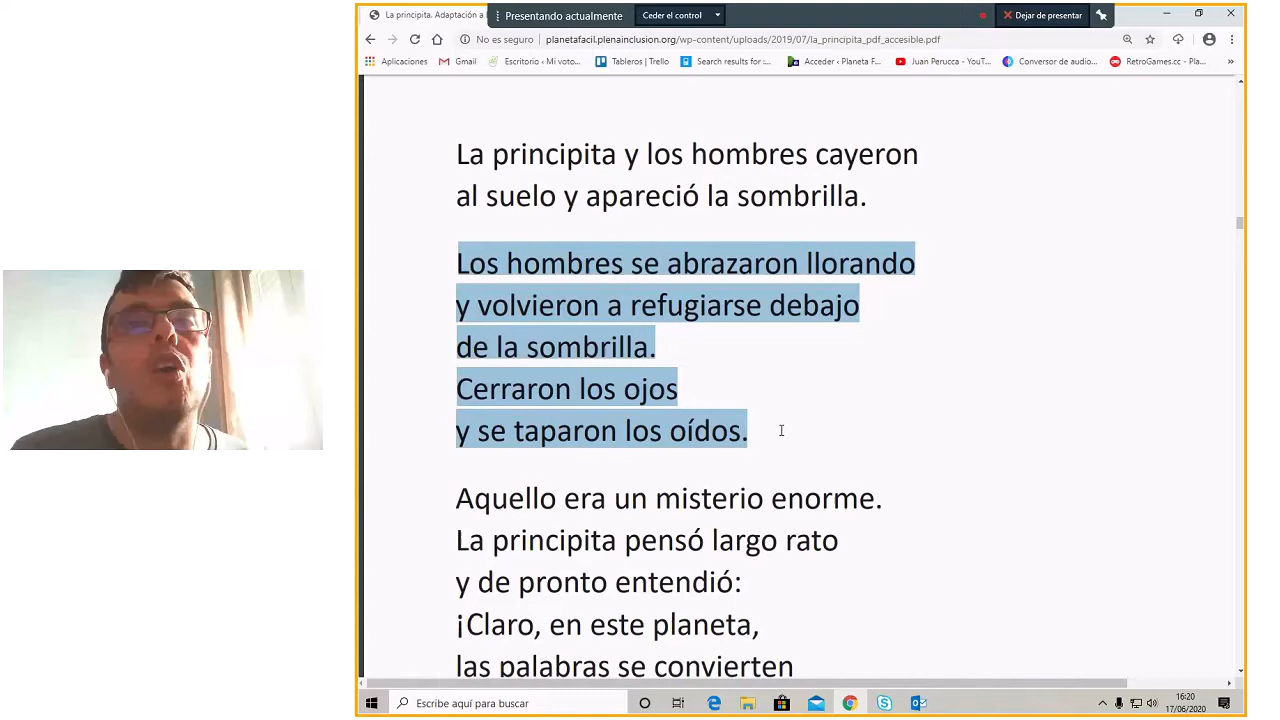 La principita. Adaptación a l
Presentando actualmente
Ceder el control
Dejar de presentar
No es seguro
planetafacil.plenainclusion.org/wp-content/uploads/2019/07/la_principita_pdf_accesible.pdf
Aplicaciones
Gmail
Escritorio ‹ Mi voto...
Tableros | Trello
Search results for :...
Acceder ‹ Planeta F...
Juan Perucca - YouT...
Conversor de audio...
RetroGames.cc - Pla...
»
La principita y los hombres cayeron
al suelo y apareció la sombrilla.
Los hombres se abrazaron llorando
y volvieron a refugiarse debajo
de la sombrilla.
Cerraron los ojos
y se taparon los oídos.
Aquello era un misterio enorme.
La principita pensó largo rato
y de pronto entendió:
¡Claro, en este planeta,
las palabras se convierten
Escribe aquí para buscar
16:20
17/06/2020